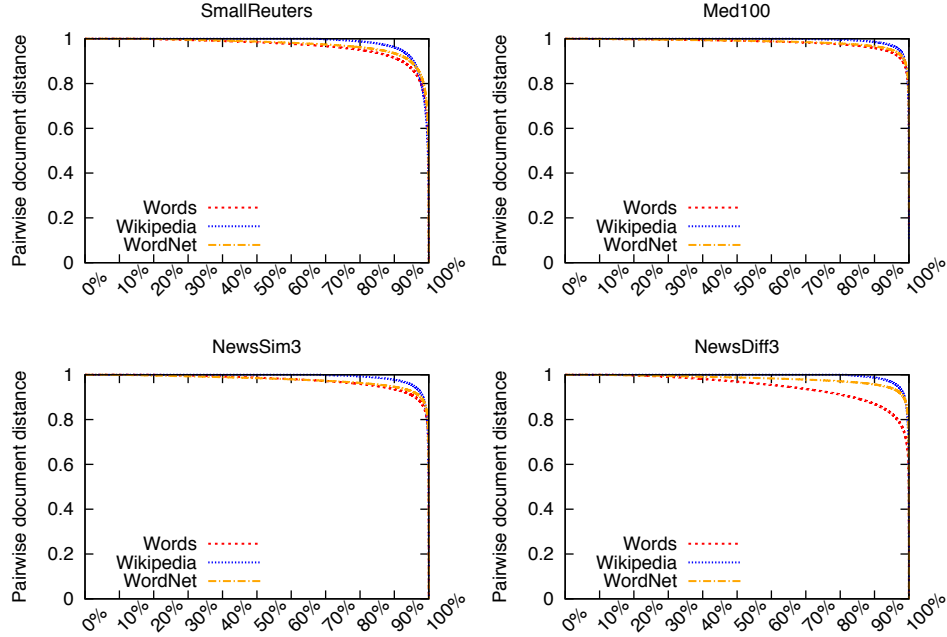 SmallReuters
Pairwise document distance
1
0.8
0.6
0.4
0.2
0
Words
Wikipedia
WordNet
0% 10% 20% 30% 40% 50% 60% 70% 80% 90% 100%
Med100
Pairwise document distance
1
0.8
0.6
0.4
0.2
0
Words
Wikipedia
WordNet
0% 10% 20% 30% 40% 50% 60% 70% 80% 90% 100%
NewsSim3
Pairwise document distance
1
0.8
0.6
0.4
0.2
0
Words
Wikipedia
WordNet
0% 10% 20% 30% 40% 50% 60% 70% 80% 90% 100%
NewsDiff3
Pairwise document distance
1
0.8
0.6
0.4
0.2
0
Words
Wikipedia
WordNet
0% 10% 20% 30% 40% 50% 60% 70% 80% 90% 100%